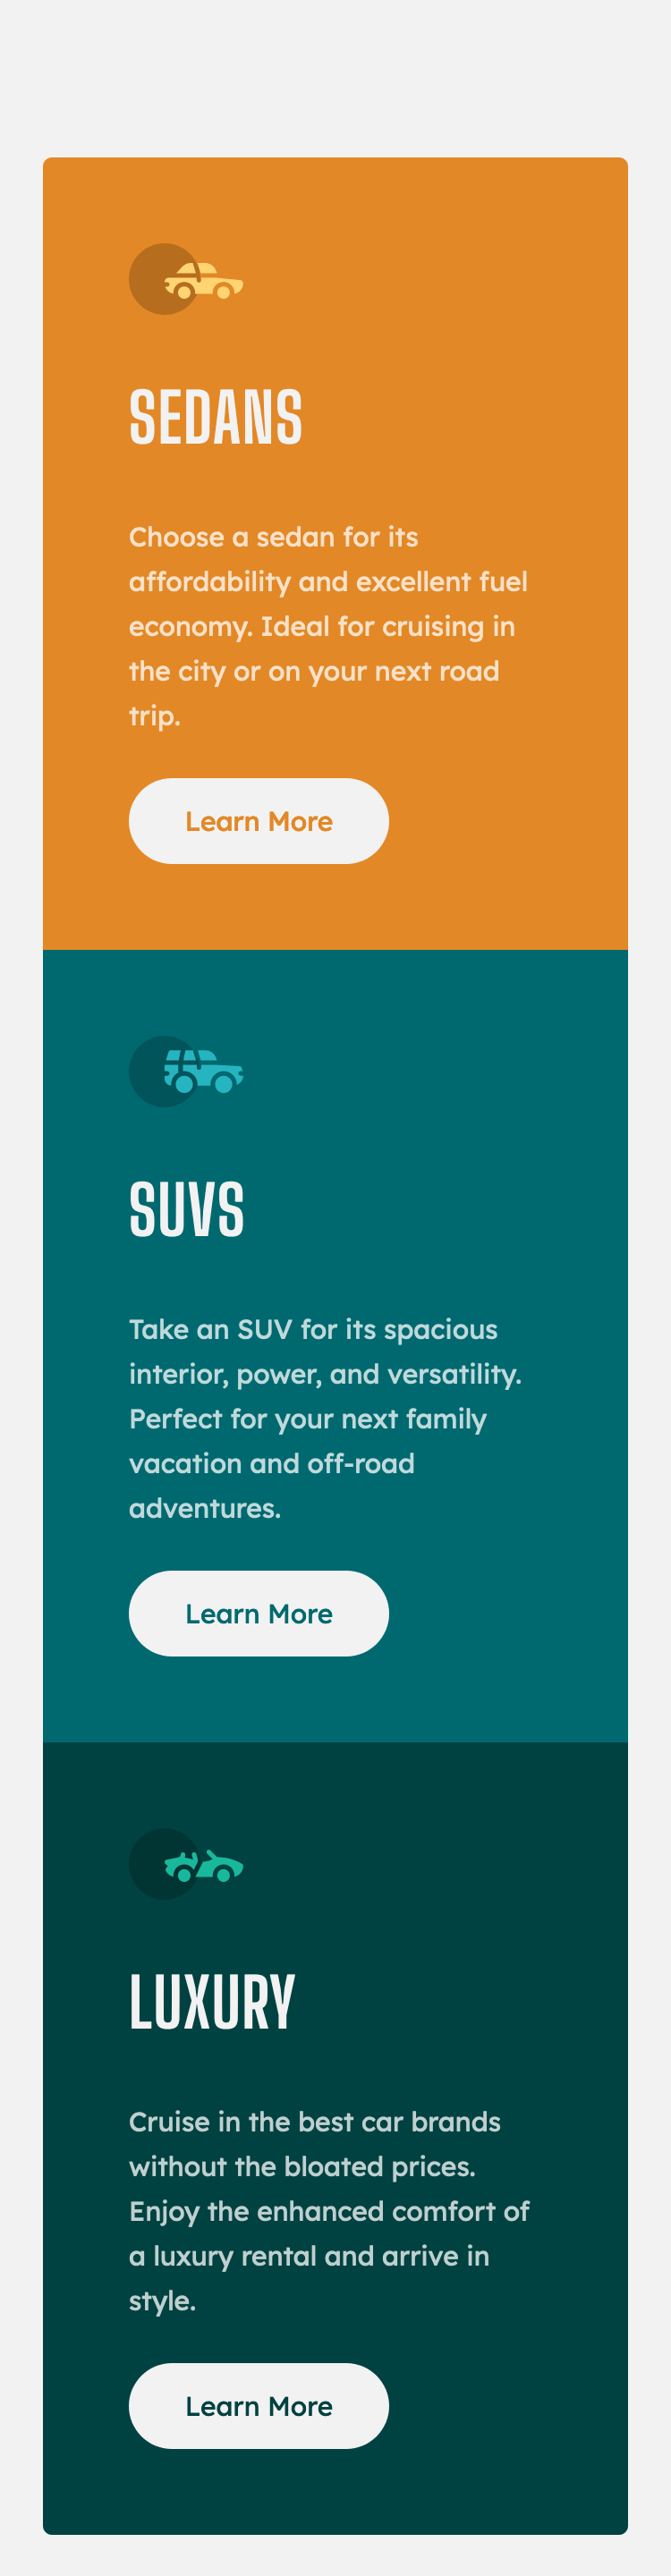 SEDANS
Choose a sedan for its
affordability and excellent fuel
economy. Ideal for cruising in
the city or on your next road
trip.
Learn More
SUVS
Take an SUV for its spacious
interior, power, and versatility.
Perfect for your next family
vacation and off-road
adventures.
Learn More
LUXURY
Cruise in the best car brands
without the bloated prices.
Enjoy the enhanced comfort of
a luxury rental and arrive in
style.
Learn More